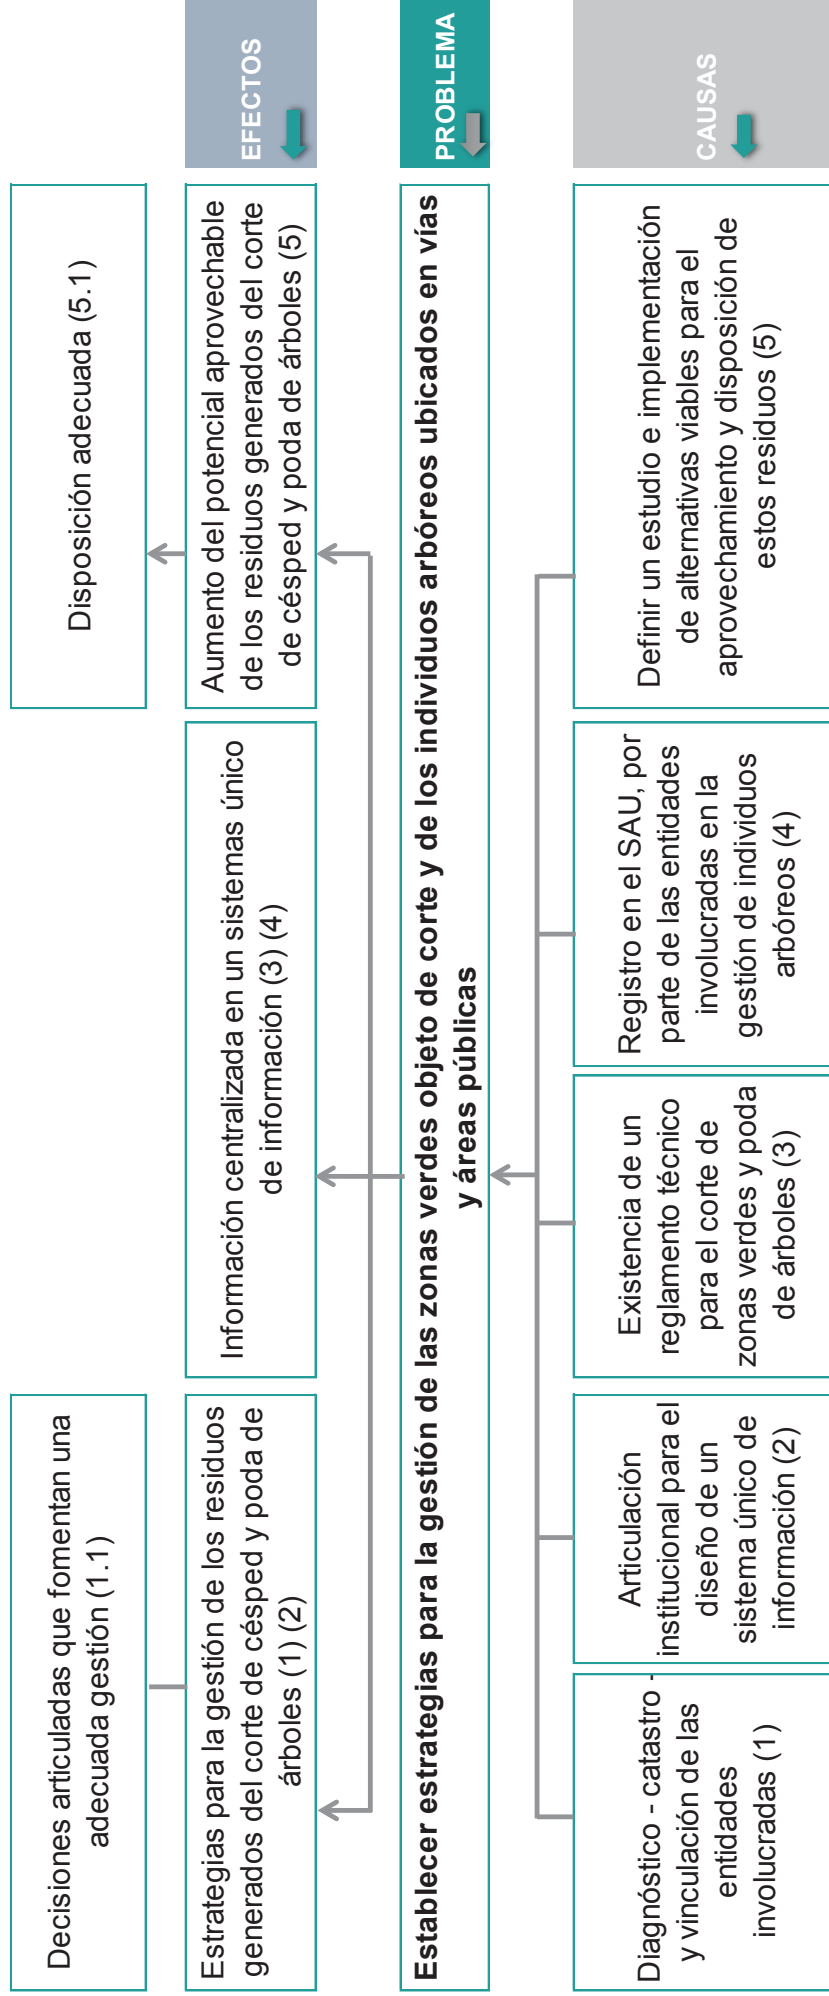 Decisiones articuladas que fomentan una
adecuada gestión (1.1)
Disposición adecuada (5.1)
Estrategias para la gestión de los residuos
generados del corte de césped y poda de
árboles (1) (2)
Información centralizada en un sistemas único
de información (3) (4)
Aumento del potencial aprovechable
de los residuos generados del corte
de césped y poda de árboles (5)
EFECTOS
Establecer estrategias para la gestión de las zonas verdes objeto de corte y de los individuos arbóreos ubicados en vías
y áreas públicas
PROBLEMA
Diagnóstico - catastro -
y vinculación de las
entidades
involucradas (1)
Articulación
institucional para el
diseño de un
sistema único de
información (2)
Existencia de un
reglamento técnico
para el corte de
zonas verdes y poda
de árboles (3)
Registro en el SAU, por
parte de las entidades
involucradas en la
gestión de individuos
arbóreos (4)
Definir un estudio e implementación
de alternativas viables para el
aprovechamiento y disposición de
estos residuos (5)
CAUSAS